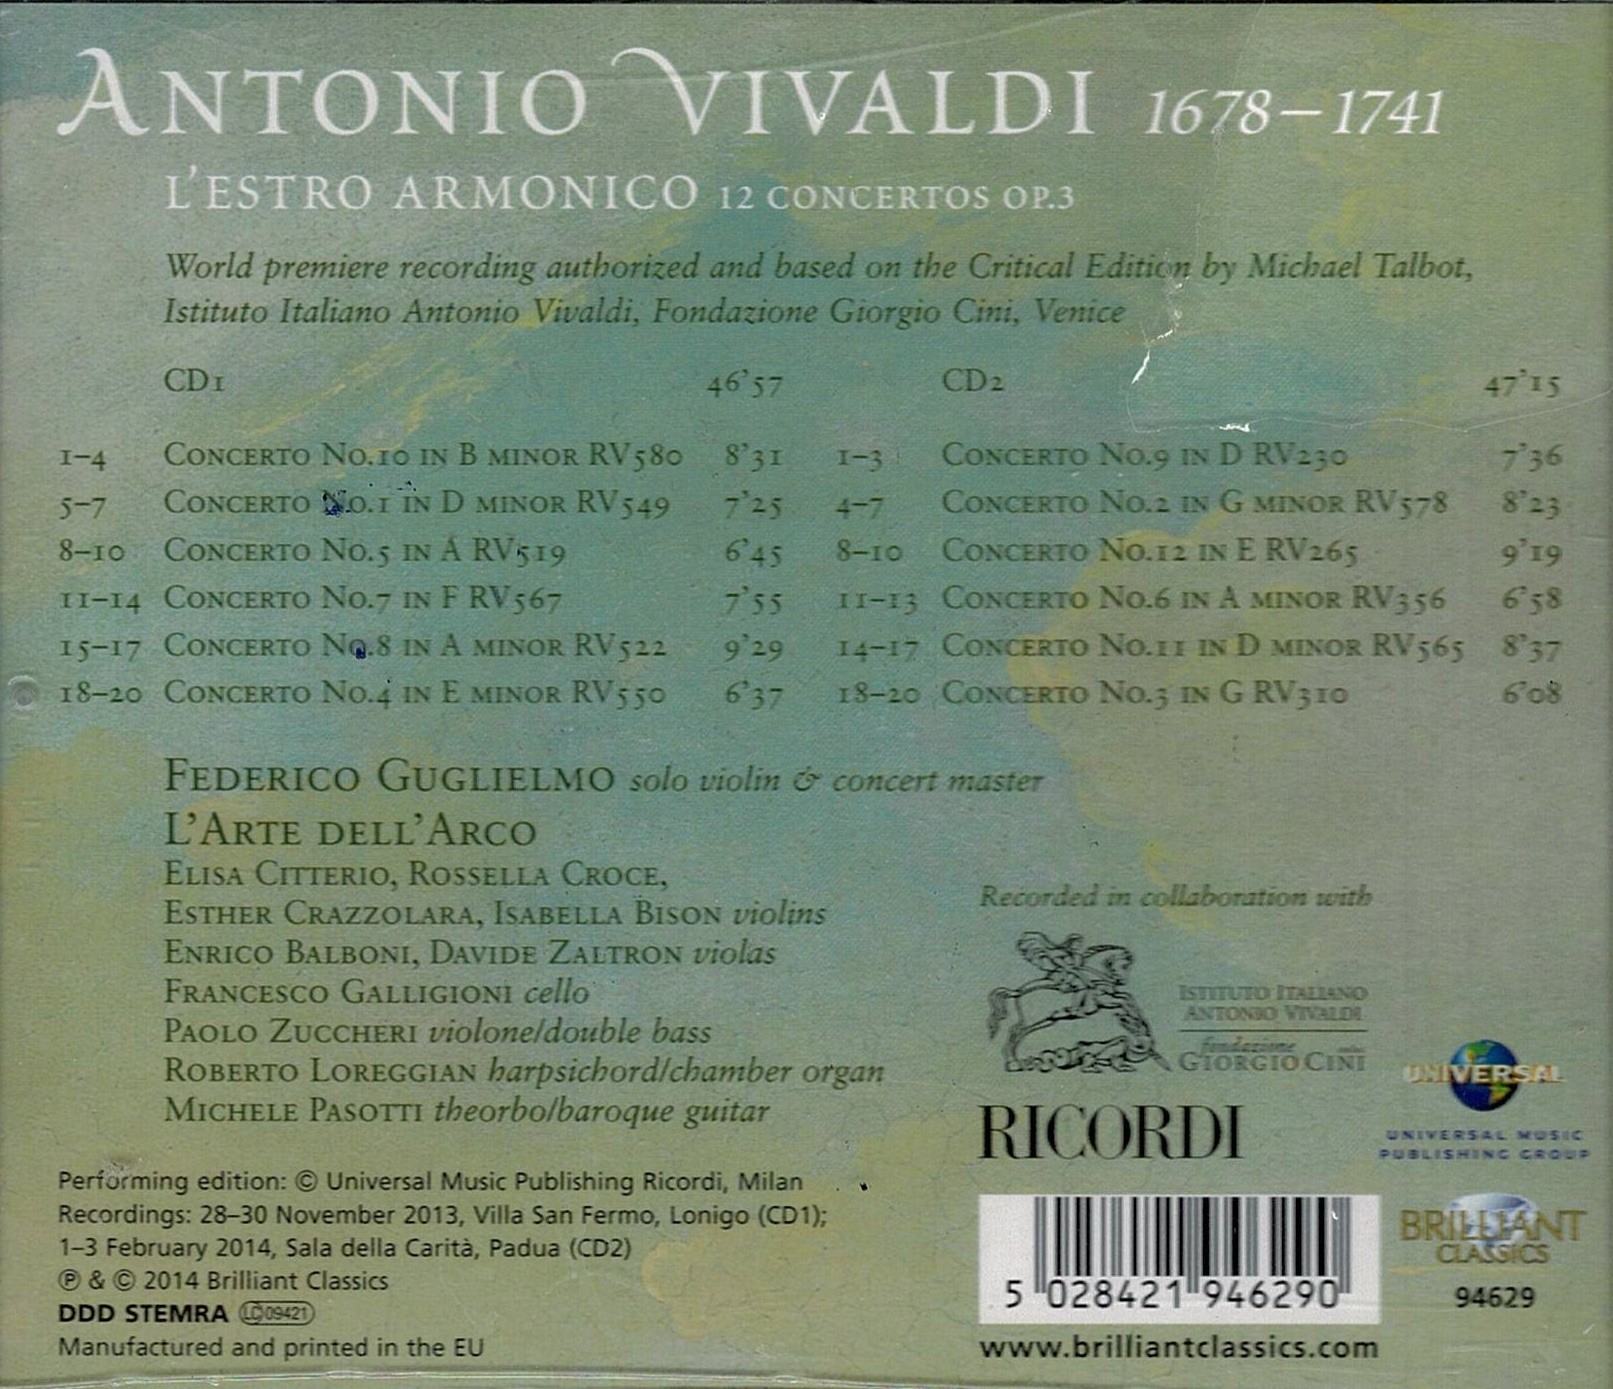 ANTONIO VIVALDI 1678–1741
L'ESTRO ARMONICO 12 CONCERTOS OP.3
World premiere recording authorized and based on the Critical Edition by Michael Talbot,
Istituto Italiano Antonio Vivaldi, Fondazione Giorgio Cini, Venice
CD1 46'57
1–4 CONCERTO NO.10 IN B MINOR RV580 8'31
5–7 CONCERTO NO.1 IN D MINOR RV549 7'25
8–10 CONCERTO NO.5 IN A RV519 6'45
11–14 CONCERTO NO.7 IN F RV567 7'55
15–17 CONCERTO NO.8 IN A MINOR RV522 9'29
18–20 CONCERTO NO.4 IN E MINOR RV550 6'37
CD2 47'15
1–3 CONCERTO NO.9 IN D RV230 7'36
4–7 CONCERTO NO.2 IN G MINOR RV578 8'23
8–10 CONCERTO NO.12 IN E RV265 9'19
11–13 CONCERTO NO.6 IN A MINOR RV356 6'58
14–17 CONCERTO NO.11 IN D MINOR RV565 8'37
18–20 CONCERTO NO.3 IN G RV310 6'08
FEDERICO GUGLIELMO solo violin & concert master
L'ARTE DELL'ARCO
ELISA CITTERIO, ROSSELLA CROCE,
ESTHER CRAZZOLARA, ISABELLA BISON violins
ENRICO BALBONI, DAVIDE ZALTRON violas
FRANCESCO GALLIGIONI cello
PAOLO ZUCCHERI violone/double bass
ROBERTO LOREGGIAN harpsichord/chamber organ
MICHELE PASOTTI theorbo/baroque guitar
Performing edition: © Universal Music Publishing Ricordi, Milan
Recordings: 28–30 November 2013, Villa San Fermo, Lonigo (CD1);
1–3 February 2014, Sala della Carità, Padua (CD2)
℗ & © 2014 Brilliant Classics
DDD STEMRA LC 09421
Manufactured and printed in the EU
Recorded in collaboration with
ISTITUTO ITALIANO
ANTONIO VIVALDI
fondazione
GIORGIO CINI
RICORDI
UNIVERSAL
UNIVERSAL MUSIC
PUBLISHING GROUP
5 028421 946290
www.brilliantclassics.com
BRILLIANT
CLASSICS
94629